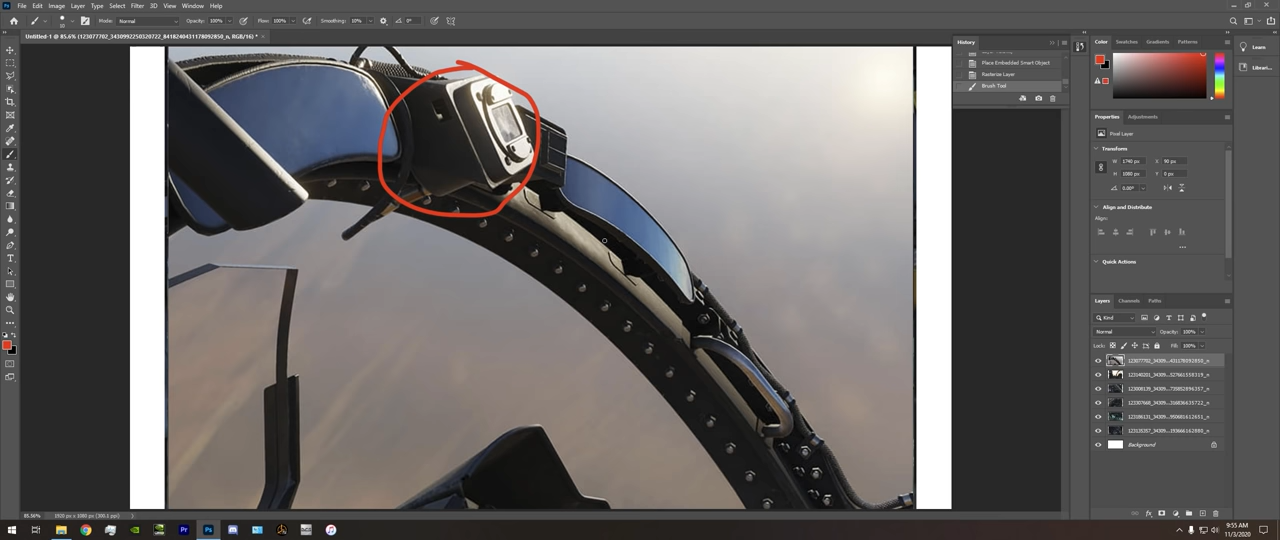 File Edit Image Layer Type Select Filter 3D View Window Help
Mode: Normal Opacity: 100% Flow: 100% Smoothing: 10% 0°
Untitled-1 @ 85.6% (123077702_3430992250320722_8418240431178092850_n, RGB/16) *
History
Place Embedded Smart Object
Rasterize Layer
Brush Tool
Color Swatches Gradients Patterns
Learn
Librari...
Properties Adjustments
Pixel Layer
Transform
W 1740 px X 90 px
H 1080 px Y 0 px
0.00°
Align and Distribute
Align:
Quick Actions
Layers Channels Paths
Kind
Normal Opacity: 100%
Lock: Fill: 100%
Background
85.56% 1920 px x 1080 px (300.1 ppi)
9:55 AM
11/3/2020